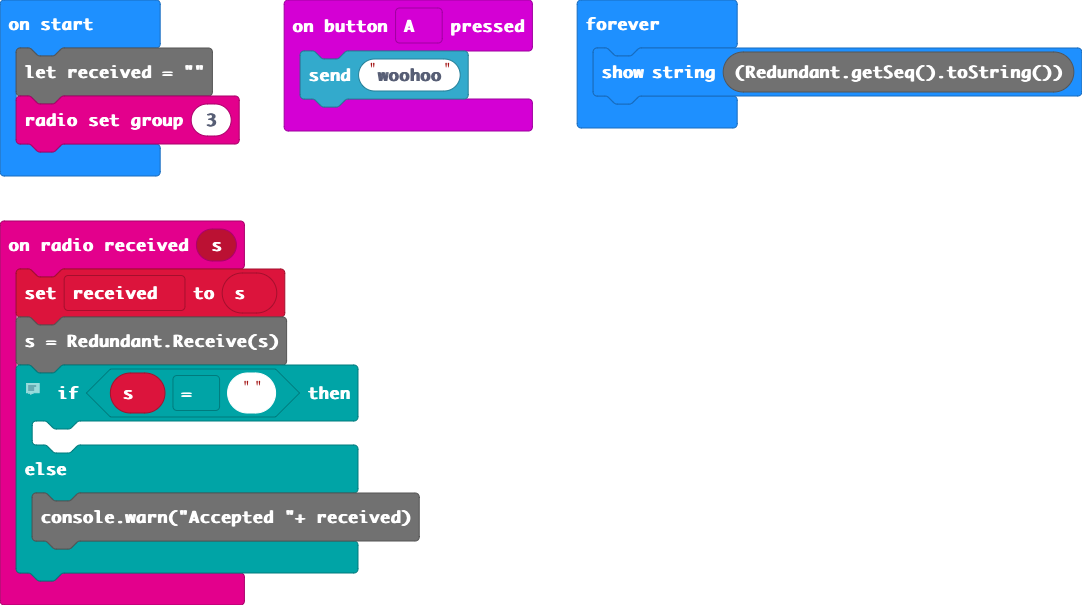 on start
let received = ""
radio set group 3
on button A pressed
send "woohoo"
forever
show string (Redundant.getSeq().toString())
on radio received s
set received to s
s = Redundant.Receive(s)
if s = "" then
else
console.warn("Accepted "+ received)